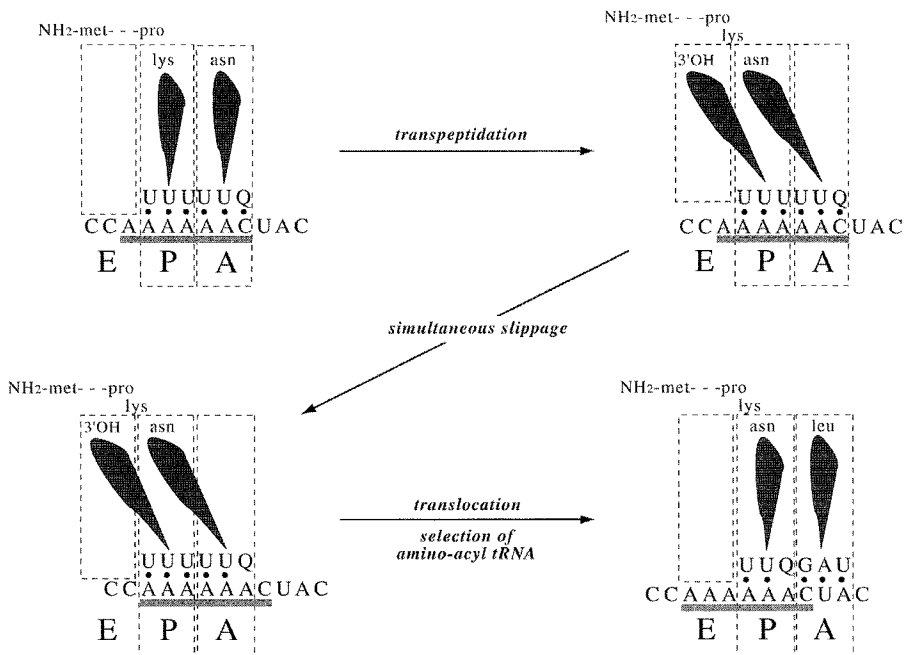 NH2-met- - -pro
lys asn
UUUUUQ
CCAAAAAACUAC
E P A
transpeptidation
NH2-met- - -pro
lys
3'OH asn
UUUUUQ
CCAAAAAACUAC
E P A
simultaneous slippage
NH2-met- - -pro
lys
3'OH asn
UUUUUQ
CCAAAAAACUAC
E P A
translocation
selection of
amino-acyl tRNA
NH2-met- - -pro
lys
asn leu
UUQGAU
CCAAAAAACUAC
E P A